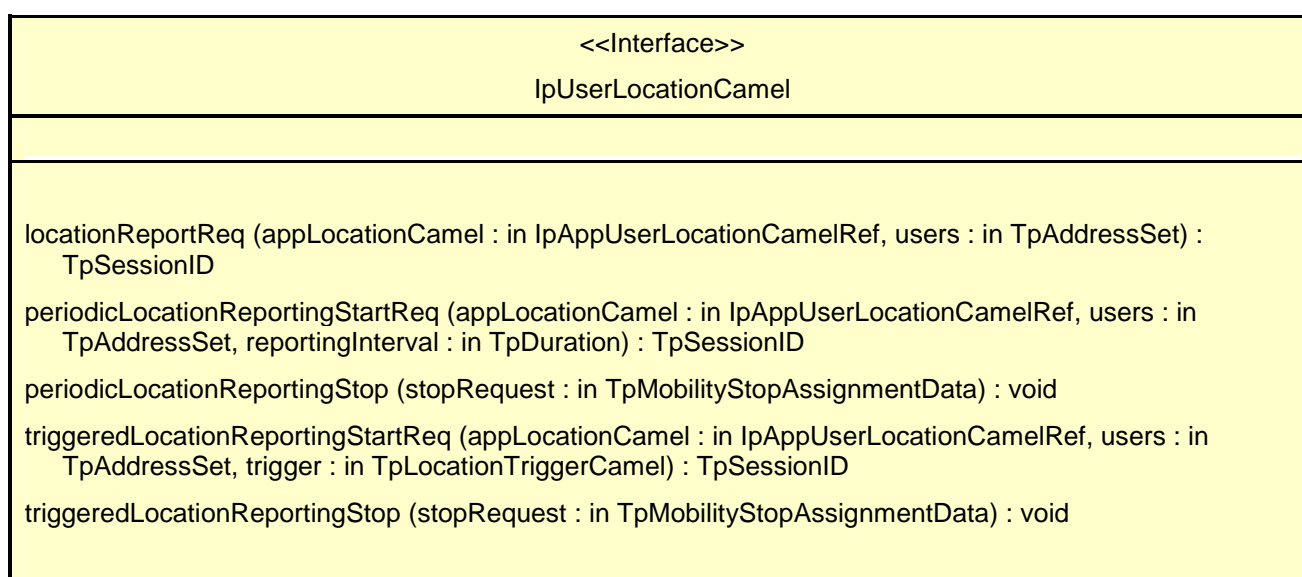 <<Interface>>
IpUserLocationCamel
locationReportReq (appLocationCamel : in IpAppUserLocationCamelRef, users : in TpAddressSet) :
TpSessionID
periodicLocationReportingStartReq (appLocationCamel : in IpAppUserLocationCamelRef, users : in
TpAddressSet, reportingInterval : in TpDuration) : TpSessionID
periodicLocationReportingStop (stopRequest : in TpMobilityStopAssignmentData) : void
triggeredLocationReportingStartReq (appLocationCamel : in IpAppUserLocationCamelRef, users : in
TpAddressSet, trigger : in TpLocationTriggerCamel) : TpSessionID
triggeredLocationReportingStop (stopRequest : in TpMobilityStopAssignmentData) : void